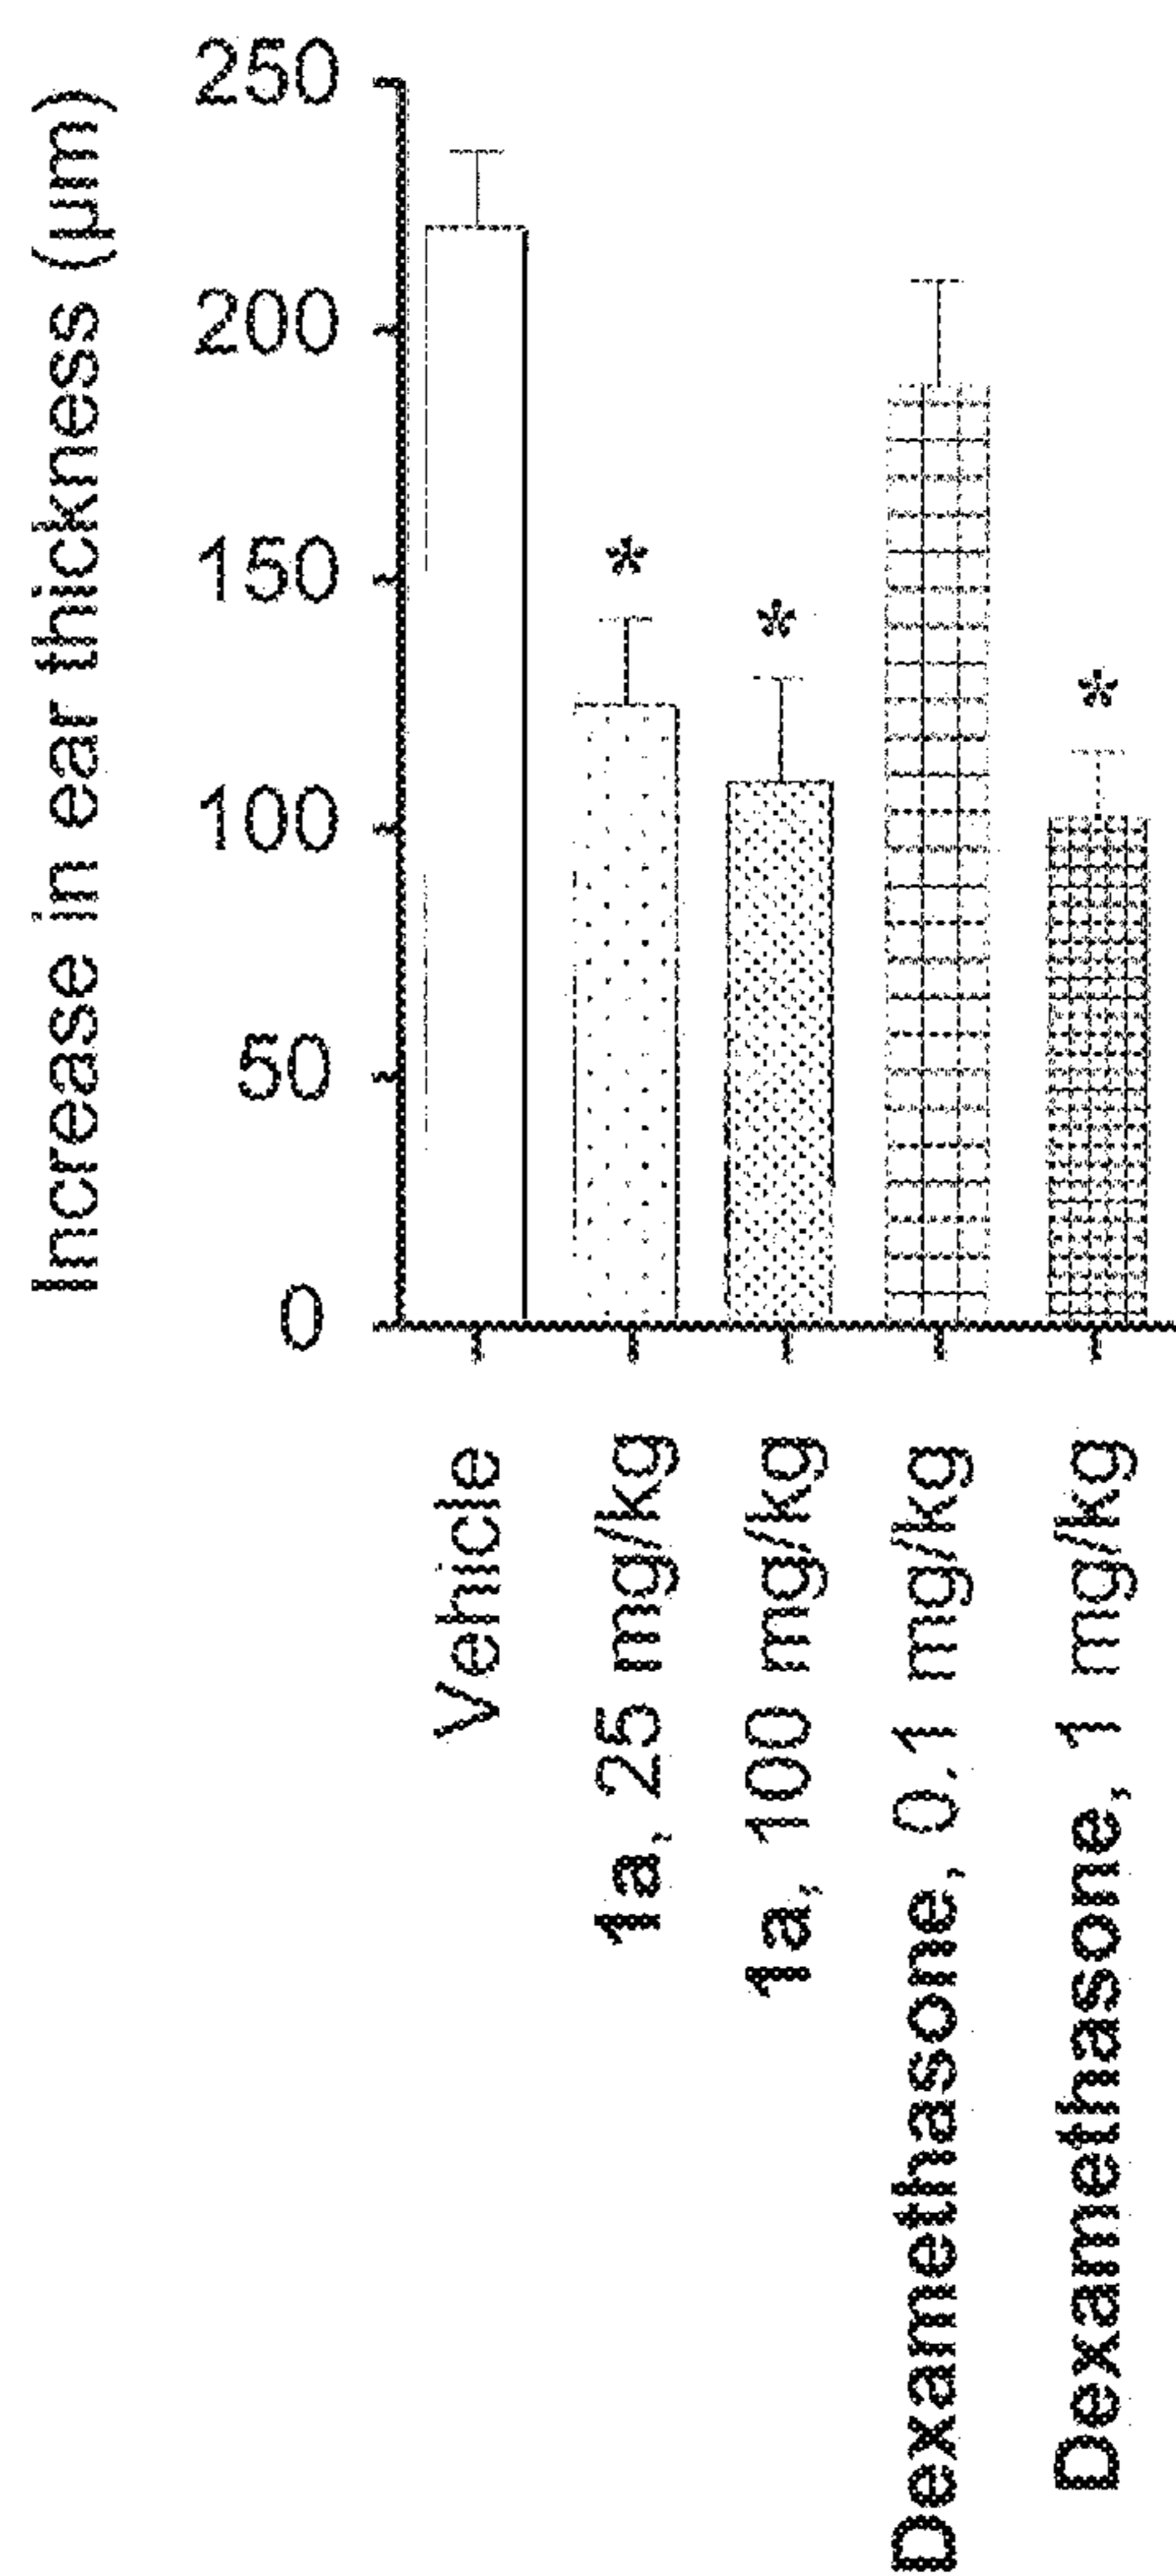 Increase in ear thickness (µm)
250
200
150
100
50
0
*
*
*
Vehicle
1a, 25 mg/kg
1a, 100 mg/kg
Dexamethasone, 0.1 mg/kg
Dexamethasone, 1 mg/kg